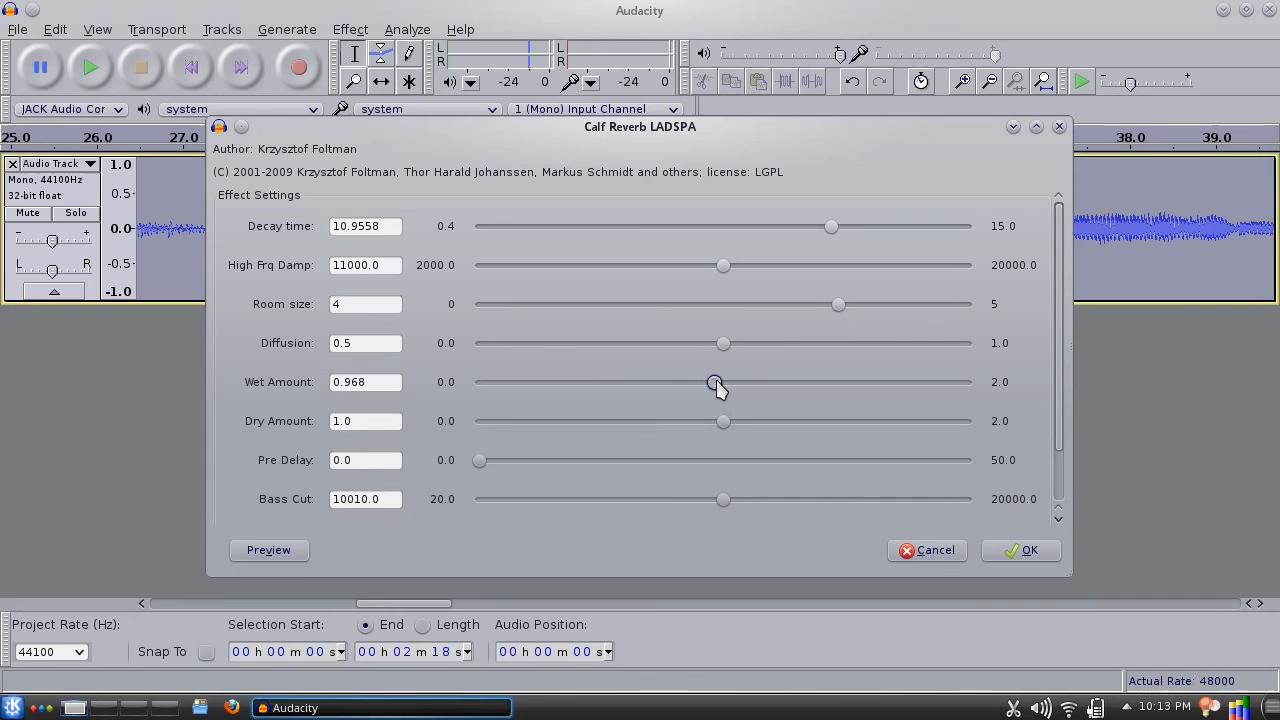 Audacity
File Edit View Transport Tracks Generate Effect Analyze Help
L R -24 0 L R -24 0
JACK Audio Cor system system 1 (Mono) Input Channel
25.0 26.0 27.0 38.0 39.0
Calf Reverb LADSPA
Audio Track
Mono, 44100Hz
32-bit float
Mute Solo
- +
L R
1.0
0.5-
0.0-
-0.5-
-1.0
Author: Krzysztof Foltman
(C) 2001-2009 Krzysztof Foltman, Thor Harald Johanssen, Markus Schmidt and others; license: LGPL
Effect Settings
Decay time: 10.9558 0.4 15.0
High Frq Damp: 11000.0 2000.0 20000.0
Room size: 4 0 5
Diffusion: 0.5 0.0 1.0
Wet Amount: 0.968 0.0 2.0
Dry Amount: 1.0 0.0 2.0
Pre Delay: 0.0 0.0 50.0
Bass Cut: 10010.0 20.0 20000.0
Preview Cancel OK
Project Rate (Hz): Selection Start: End Length Audio Position:
44100 Snap To 00 h 00 m 00 s 00 h 02 m 18 s 00 h 00 m 00 s
Actual Rate: 48000
Audacity 10:13 PM